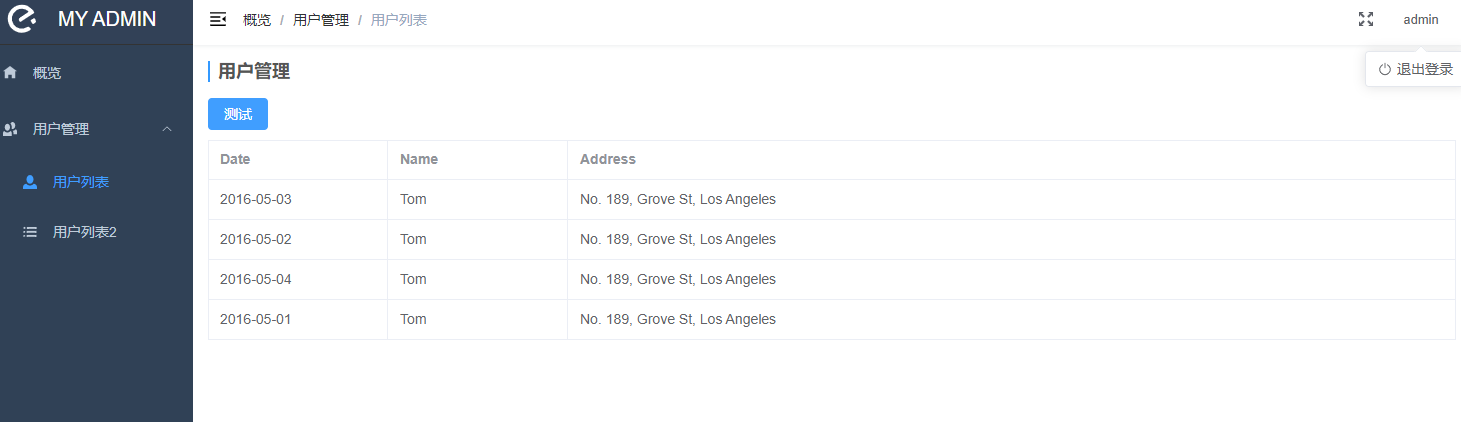 MY ADMIN
概览 / 用户管理 / 用户列表
admin
退出登录
概览
用户管理
用户列表
用户列表2
用户管理
测试
Date Name Address
2016-05-03 Tom No. 189, Grove St, Los Angeles
2016-05-02 Tom No. 189, Grove St, Los Angeles
2016-05-04 Tom No. 189, Grove St, Los Angeles
2016-05-01 Tom No. 189, Grove St, Los Angeles